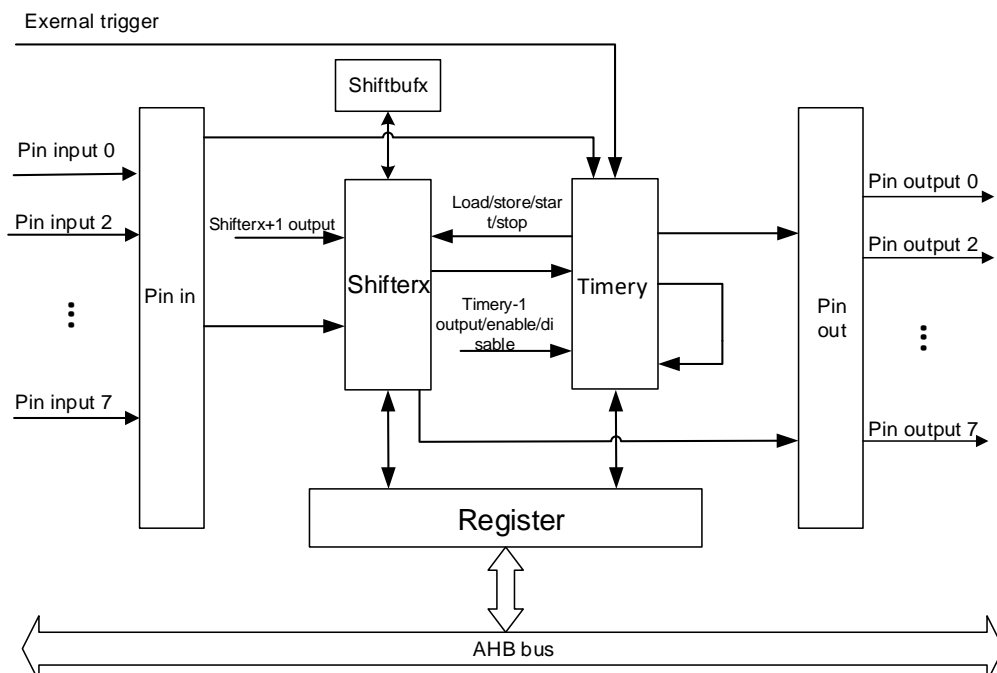 Exernal trigger
Shiftbufx
Pin input 0
Pin input 2
Pin input 7
Pin in
Shifterx+1 output
Shifterx
Load/store/star
t/stop
Timery-1
output/enable/di
sable
Timery
Pin
out
Pin output 0
Pin output 2
Pin output 7
Register
AHB bus